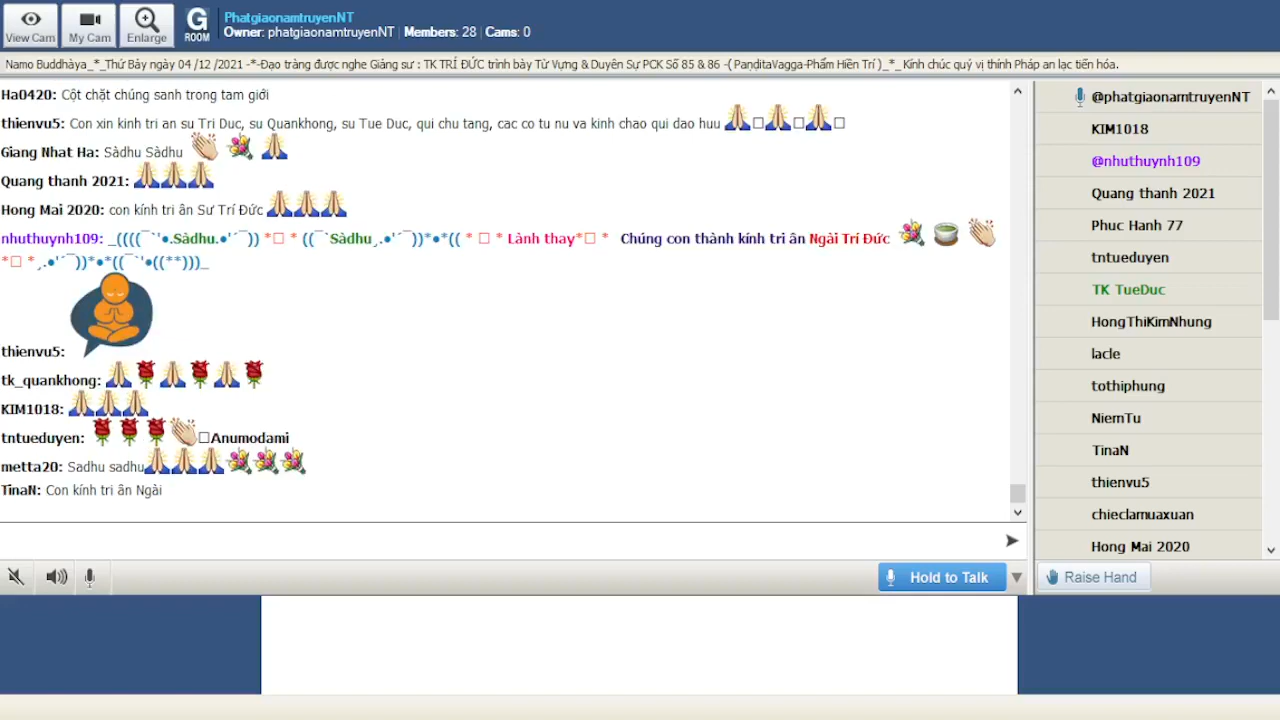 View Cam
My Cam
Enlarge
G
ROOM
PhatgiaonamtruyenNT
Owner: phatgiaonamtruyenNT | Members: 28 | Cams: 0
Namo Buddhàya_*_Thứ Bảy ngày 04 /12 /2021 -*-Đạo tràng được nghe Giảng sư : TK TRÍ ĐỨC trình bày Từ Vựng & Duyên Sự PCK Số 85 & 86 -( PaṇḍitaVagga-Phẩm Hiền Trí )_*_ Kính chúc quý vị thính Pháp an lạc tiến hóa.
Ha0420: Cột chặt chúng sanh trong tam giới
thienvu5: Con xin kinh tri an su Tri Duc, su Quankhong, su Tue Duc, qui chu tang, cac co tu nu va kinh chao qui dao huu 🙏□🙏□🙏□
Giang Nhat Ha: Sàdhu Sàdhu 👏 💐 🙏
Quang thanh 2021: 🙏🙏🙏
Hong Mai 2020: con kính tri ân Sư Trí Đức 🙏🙏🙏
nhuthuynh109: _((((¯`'•.Sàdhu.•'´¯)) *□ * ((¯`Sàdhu¸.•'´¯))*•*(( * □ * Lành thay*□ * Chúng con thành kính tri ân Ngài Trí Đức 💐 🍵 👏
*□ *¸.•'´¯))*•*((¯`'•((**)))_
thienvu5:
tk_quankhong: 🙏🌹🙏🌹🙏🌹
KIM1018: 🙏🙏🙏
tntueduyen: 🌹🌹🌹👏□Anumodami
metta20: Sadhu sadhu🙏🙏🙏💐💐💐
TinaN: Con kính tri ân Ngài
Hold to Talk
@phatgiaonamtruyenNT
KIM1018
@nhuthuynh109
Quang thanh 2021
Phuc Hanh 77
tntueduyen
TK TueDuc
HongThiKimNhung
lacle
tothiphung
NiemTu
TinaN
thienvu5
chieclamuaxuan
Hong Mai 2020
Raise Hand